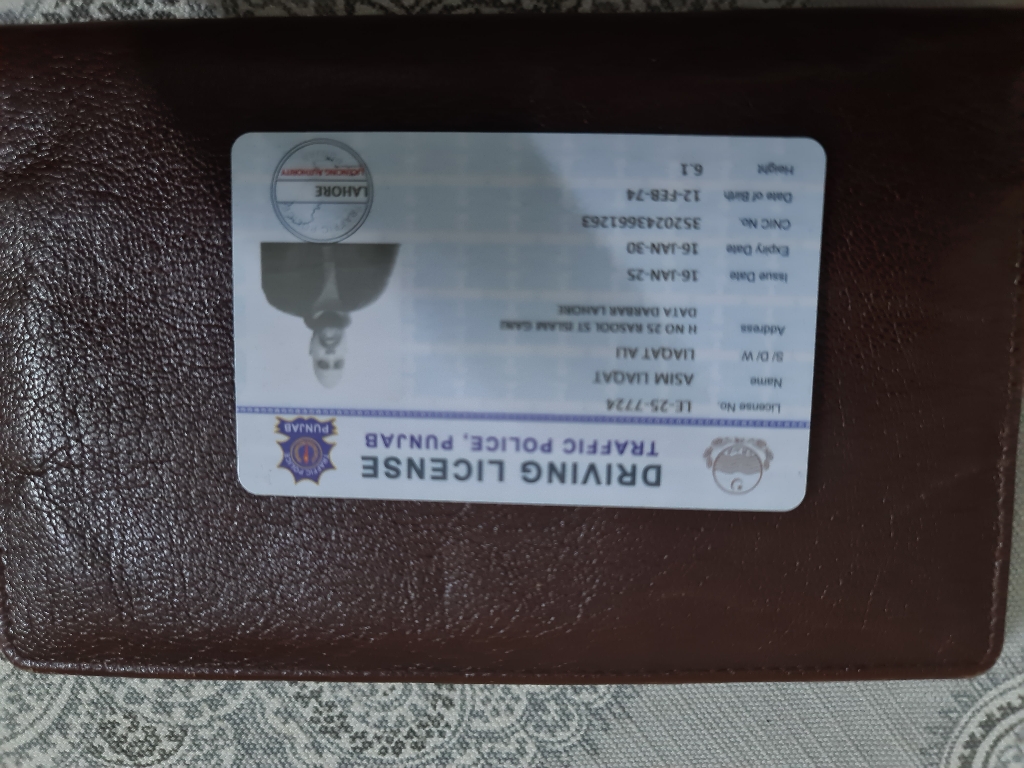 DRIVING LICENSE
TRAFFIC POLICE, PUNJAB
TRAFFIC POLICE
PUNJAB
License No. LE-25-7724
Name ASIM LIAQAT
S/D/W LIAQAT ALI
Address H NO 25 RASOOL ST ISLAM GANJ
DATA DARBAR LAHORE
Issue Date 16-JAN-25
Expiry Date 16-JAN-30
CNIC No. 3520243661263
Date of Birth 12-FEB-74
Height 6.1
LAHORE
LICENSING AUTHORITY